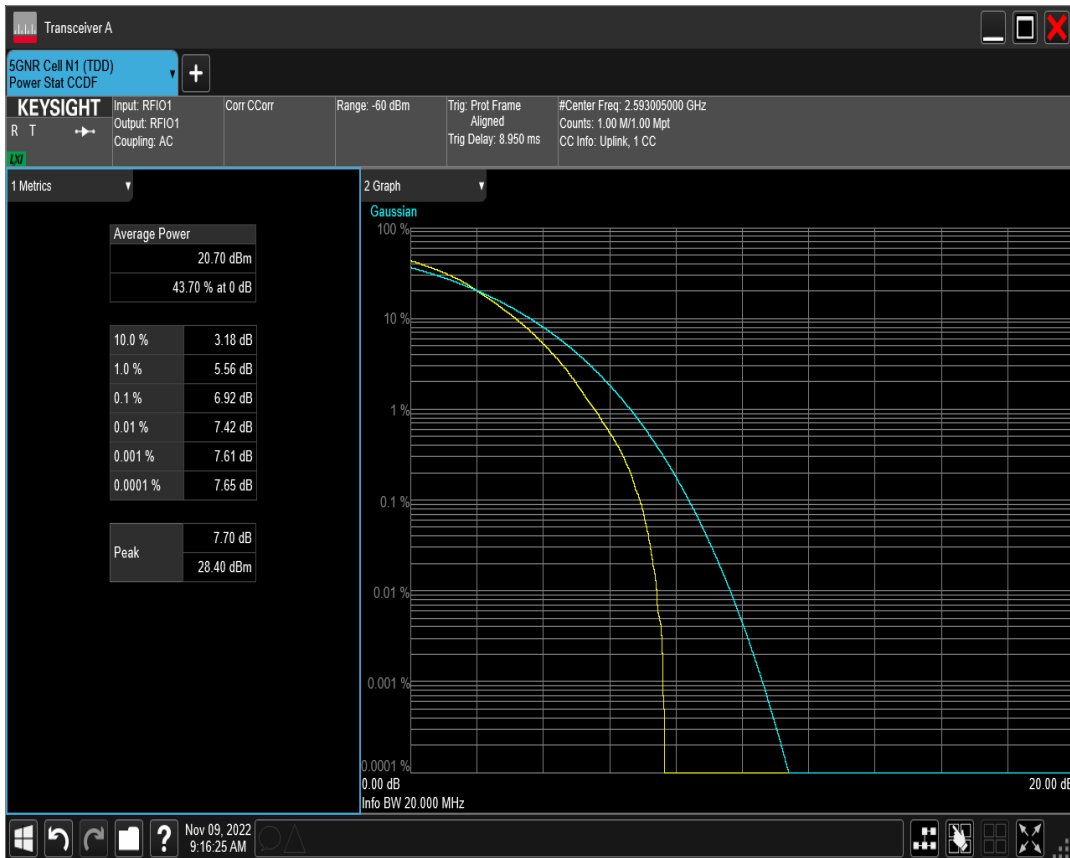 Transceiver A
5GNR Cell N1 (TDD)
Power Stat CCDF
KEYSIGHT
R T
LXI
Input: RFIO1
Output: RFIO1
Coupling: AC
Corr CCorr
Range: -60 dBm
Trig: Prot Frame
Aligned
Trig Delay: 8.950 ms
#Center Freq: 2.593005000 GHz
Counts: 1.00 M/1.00 Mpt
CC Info: Uplink, 1 CC
1 Metrics
Average Power
20.70 dBm
43.70 % at 0 dB
10.0 % 3.18 dB
1.0 % 5.56 dB
0.1 % 6.92 dB
0.01 % 7.42 dB
0.001 % 7.61 dB
0.0001 % 7.65 dB
Peak
7.70 dB
28.40 dBm
2 Graph
Gaussian
100 %
10 %
1 %
0.1 %
0.01 %
0.001 %
0.0001 %
0.00 dB 20.00 dB
Info BW 20.000 MHz
?
Nov 09, 2022
9:16:25 AM